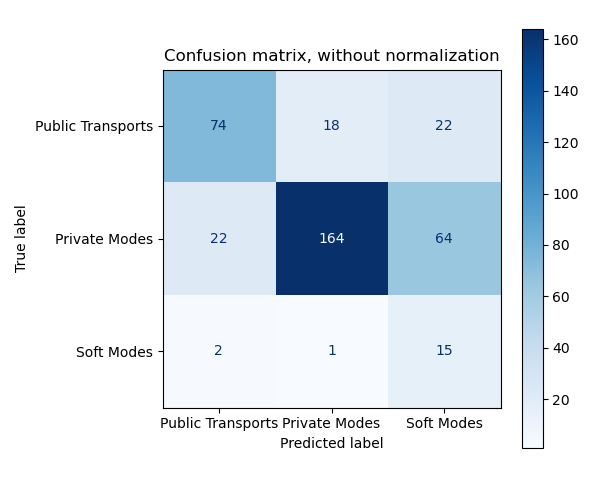 Confusion matrix, without normalization
True label
Public Transports 74 18 22
Private Modes 22 164 64
Soft Modes 2 1 15
Public Transports Private Modes Soft Modes
Predicted label
160
140
120
100
80
60
40
20